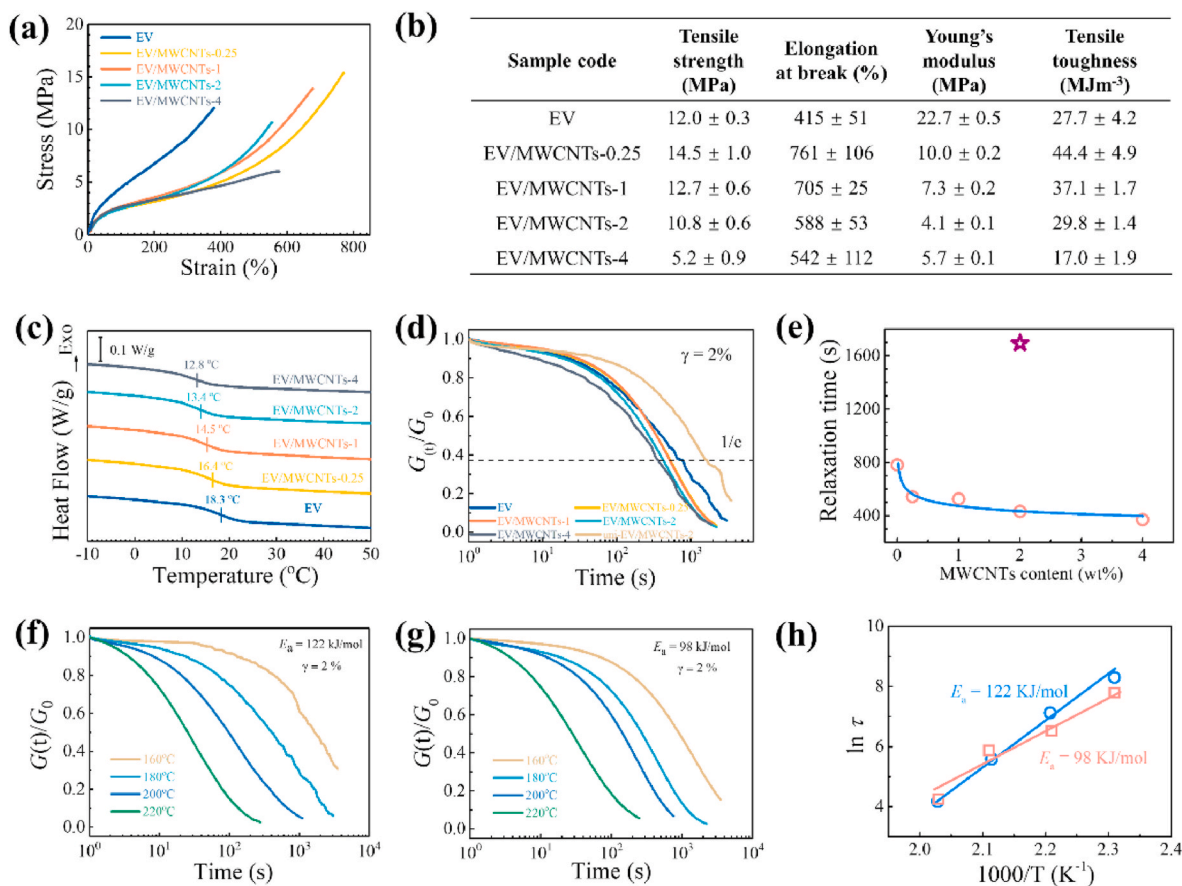 (a)
20
15
10
5
0
Stress (MPa)
EV
EV/MWCNTs-0.25
EV/MWCNTs-1
EV/MWCNTs-2
EV/MWCNTs-4
0 200 400 600 800
Strain (%)
(b)
Sample code Tensile strength (MPa) Elongation at break (%) Young's modulus (MPa) Tensile toughness (MJm-3)
EV 12.0 ± 0.3 415 ± 51 22.7 ± 0.5 27.7 ± 4.2
EV/MWCNTs-0.25 14.5 ± 1.0 761 ± 106 10.0 ± 0.2 44.4 ± 4.9
EV/MWCNTs-1 12.7 ± 0.6 705 ± 25 7.3 ± 0.2 37.1 ± 1.7
EV/MWCNTs-2 10.8 ± 0.6 588 ± 53 4.1 ± 0.1 29.8 ± 1.4
EV/MWCNTs-4 5.2 ± 0.9 542 ± 112 5.7 ± 0.1 17.0 ± 1.9
(c)
Heat Flow (W/g)
Exo
0.1 W/g
12.8 °C
EV/MWCNTs-4
13.4 °C
EV/MWCNTs-2
14.5 °C
EV/MWCNTs-1
16.4 °C
EV/MWCNTs-0.25
18.3 °C
EV
-10 0 10 20 30 40 50
Temperature (°C)
(d)
G(t)/G0
1.0
0.8
0.6
0.4
0.2
0.0
γ = 2%
1/e
EV EV/MWCNTs-0.25
EV/MWCNTs-1 EV/MWCNTs-2
EV/MWCNTs-4 uni-EV/MWCNTs-2
10⁰ 10¹ 10² 10³
Time (s)
(e)
Relaxation time (s)
1600
1200
800
400
0 1 2 3 4
MWCNTs content (wt%)
(f)
G(t)/G0
1.0
0.8
0.6
0.4
0.2
0.0
Ea = 122 kJ/mol
γ = 2 %
160°C
180°C
200°C
220°C
10⁰ 10¹ 10² 10³ 10⁴
Time (s)
(g)
G(t)/G0
1.0
0.8
0.6
0.4
0.2
0.0
Ea = 98 kJ/mol
γ = 2 %
160°C
180°C
200°C
220°C
10⁰ 10¹ 10² 10³ 10⁴
Time (s)
(h)
ln τ
10
8
6
4
Ea = 122 KJ/mol
Ea = 98 KJ/mol
2.0 2.1 2.2 2.3 2.4
1000/T (K⁻¹)